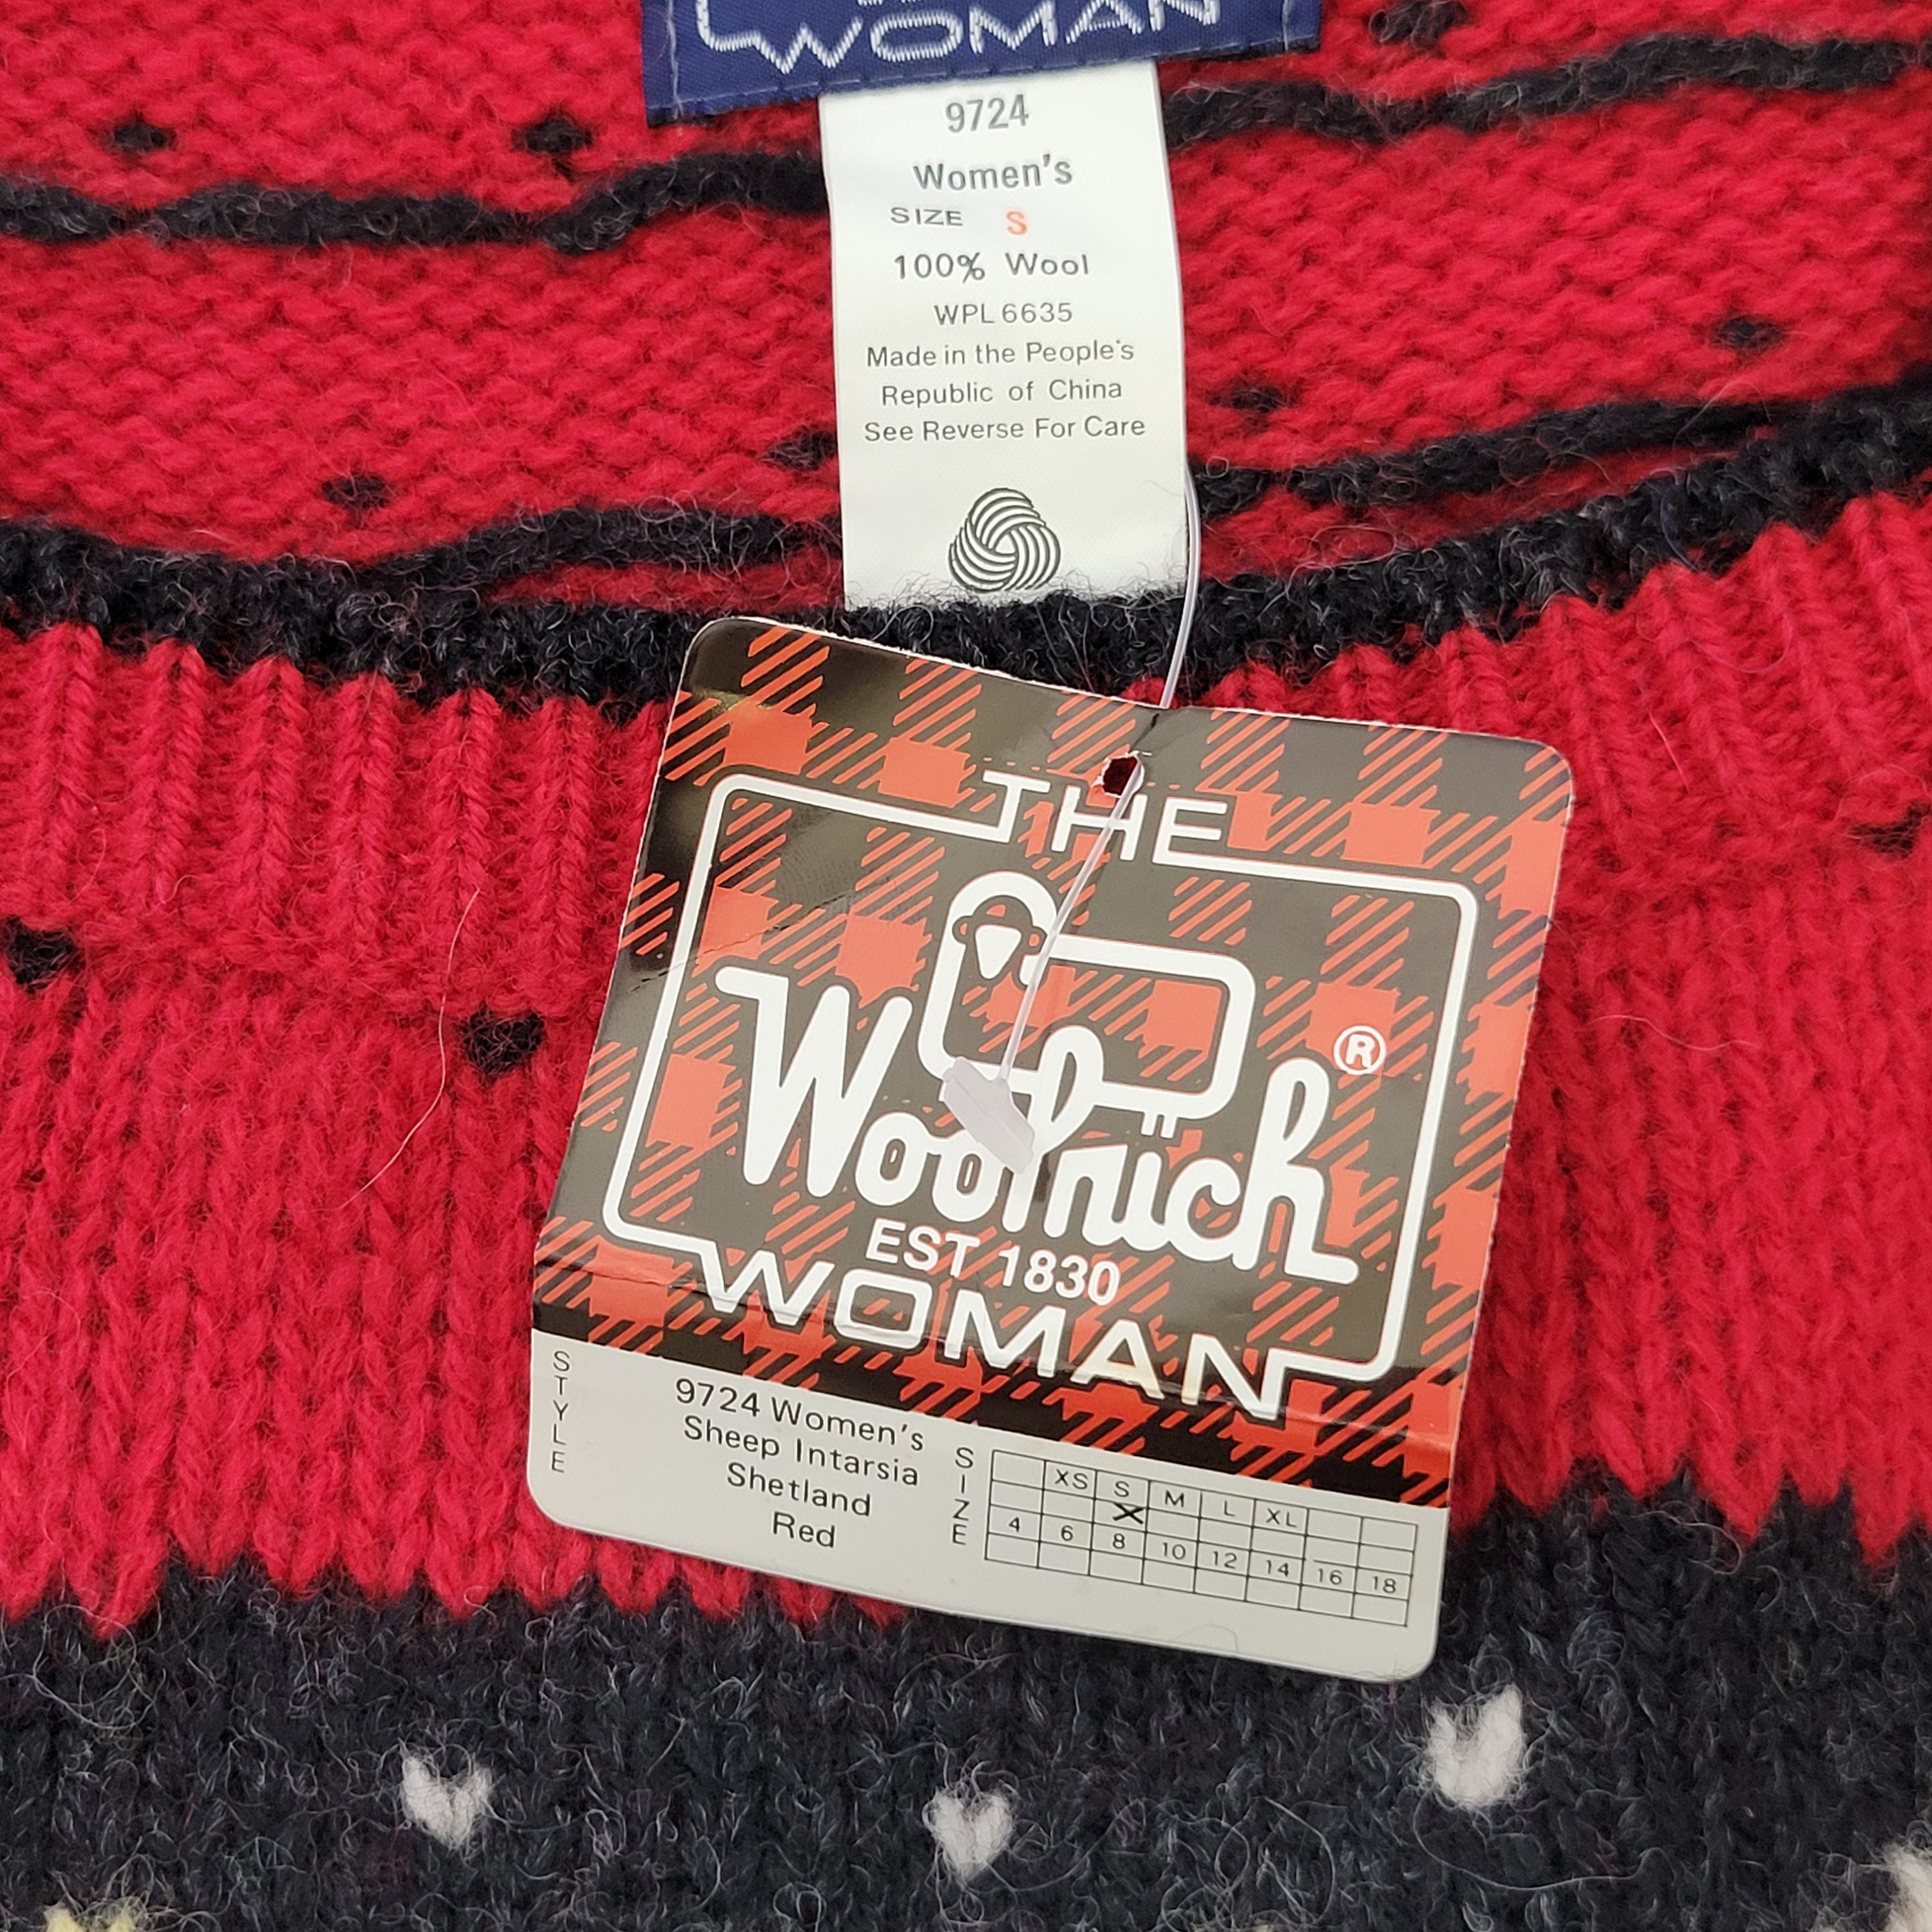 WOMAN
9724
Women's
SIZE S
100% Wool
WPL 6635
Made in the People's
Republic of China
See Reverse For Care
THE
Woolrich ®
EST 1830
WOMAN
STYLE
9724 Women's
Sheep Intarsia
Shetland
Red
SIZE
XS S M L XL
X
4 6 8 10 12 14 16 18